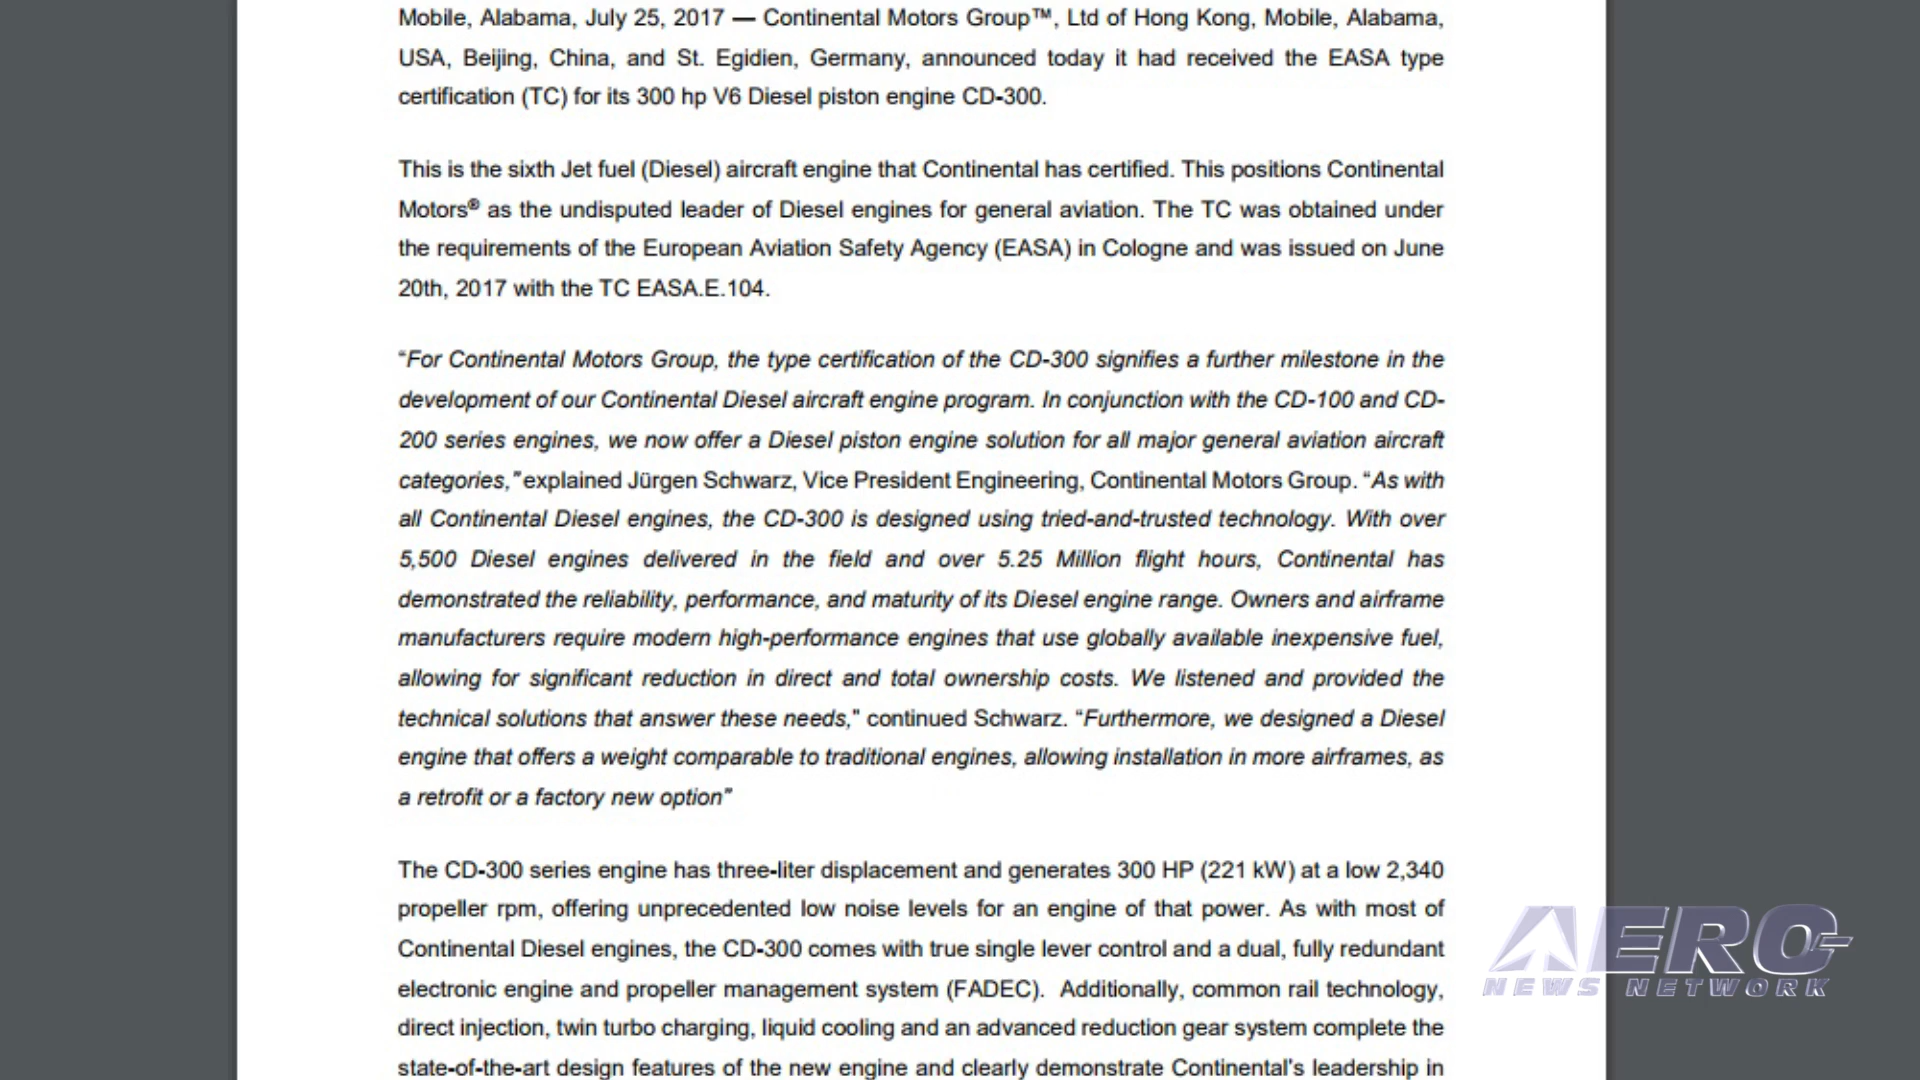 Mobile, Alabama, July 25, 2017 — Continental Motors Group™, Ltd of Hong Kong, Mobile, Alabama,
USA, Beijing, China, and St. Egidien, Germany, announced today it had received the EASA type
certification (TC) for its 300 hp V6 Diesel piston engine CD-300.
This is the sixth Jet fuel (Diesel) aircraft engine that Continental has certified. This positions Continental
Motors® as the undisputed leader of Diesel engines for general aviation. The TC was obtained under
the requirements of the European Aviation Safety Agency (EASA) in Cologne and was issued on June
20th, 2017 with the TC EASA.E.104.
“For Continental Motors Group, the type certification of the CD-300 signifies a further milestone in the
development of our Continental Diesel aircraft engine program. In conjunction with the CD-100 and CD-
200 series engines, we now offer a Diesel piston engine solution for all major general aviation aircraft
categories,” explained Jürgen Schwarz, Vice President Engineering, Continental Motors Group. “As with
all Continental Diesel engines, the CD-300 is designed using tried-and-trusted technology. With over
5,500 Diesel engines delivered in the field and over 5.25 Million flight hours, Continental has
demonstrated the reliability, performance, and maturity of its Diesel engine range. Owners and airframe
manufacturers require modern high-performance engines that use globally available inexpensive fuel,
allowing for significant reduction in direct and total ownership costs. We listened and provided the
technical solutions that answer these needs,” continued Schwarz. “Furthermore, we designed a Diesel
engine that offers a weight comparable to traditional engines, allowing installation in more airframes, as
a retrofit or a factory new option”
The CD-300 series engine has three-liter displacement and generates 300 HP (221 kW) at a low 2,340
propeller rpm, offering unprecedented low noise levels for an engine of that power. As with most of
Continental Diesel engines, the CD-300 comes with true single lever control and a dual, fully redundant
electronic engine and propeller management system (FADEC). Additionally, common rail technology,
direct injection, twin turbo charging, liquid cooling and an advanced reduction gear system complete the
state-of-the-art design features of the new engine and clearly demonstrate Continental's leadership in
AERO-
NEWS NETWORK